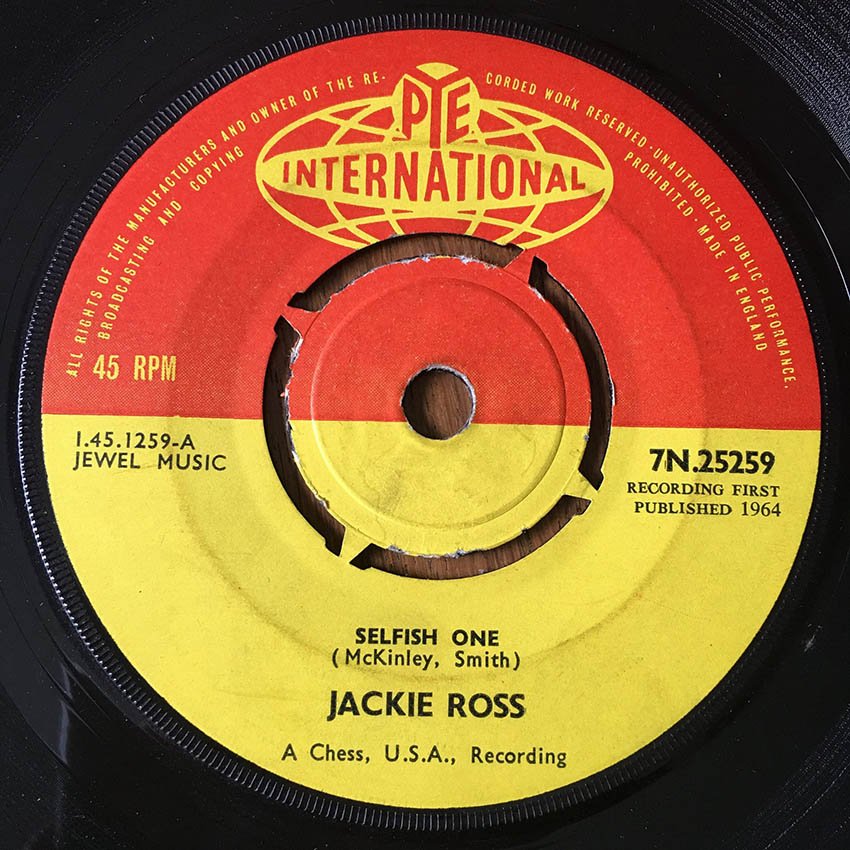 ALL RIGHTS OF THE MANUFACTURERS AND OWNER OF THE RE-CORDED WORK RESERVED · UNAUTHORIZED PUBLIC PERFORMANCE,
BROADCASTING AND COPYING PROHIBITED · MADE IN ENGLAND
PYE
INTERNATIONAL
45 RPM
1.45.1259-A
JEWEL MUSIC
7N.25259
RECORDING FIRST
PUBLISHED 1964
SELFISH ONE
(McKinley, Smith)
JACKIE ROSS
A Chess, U.S.A., Recording